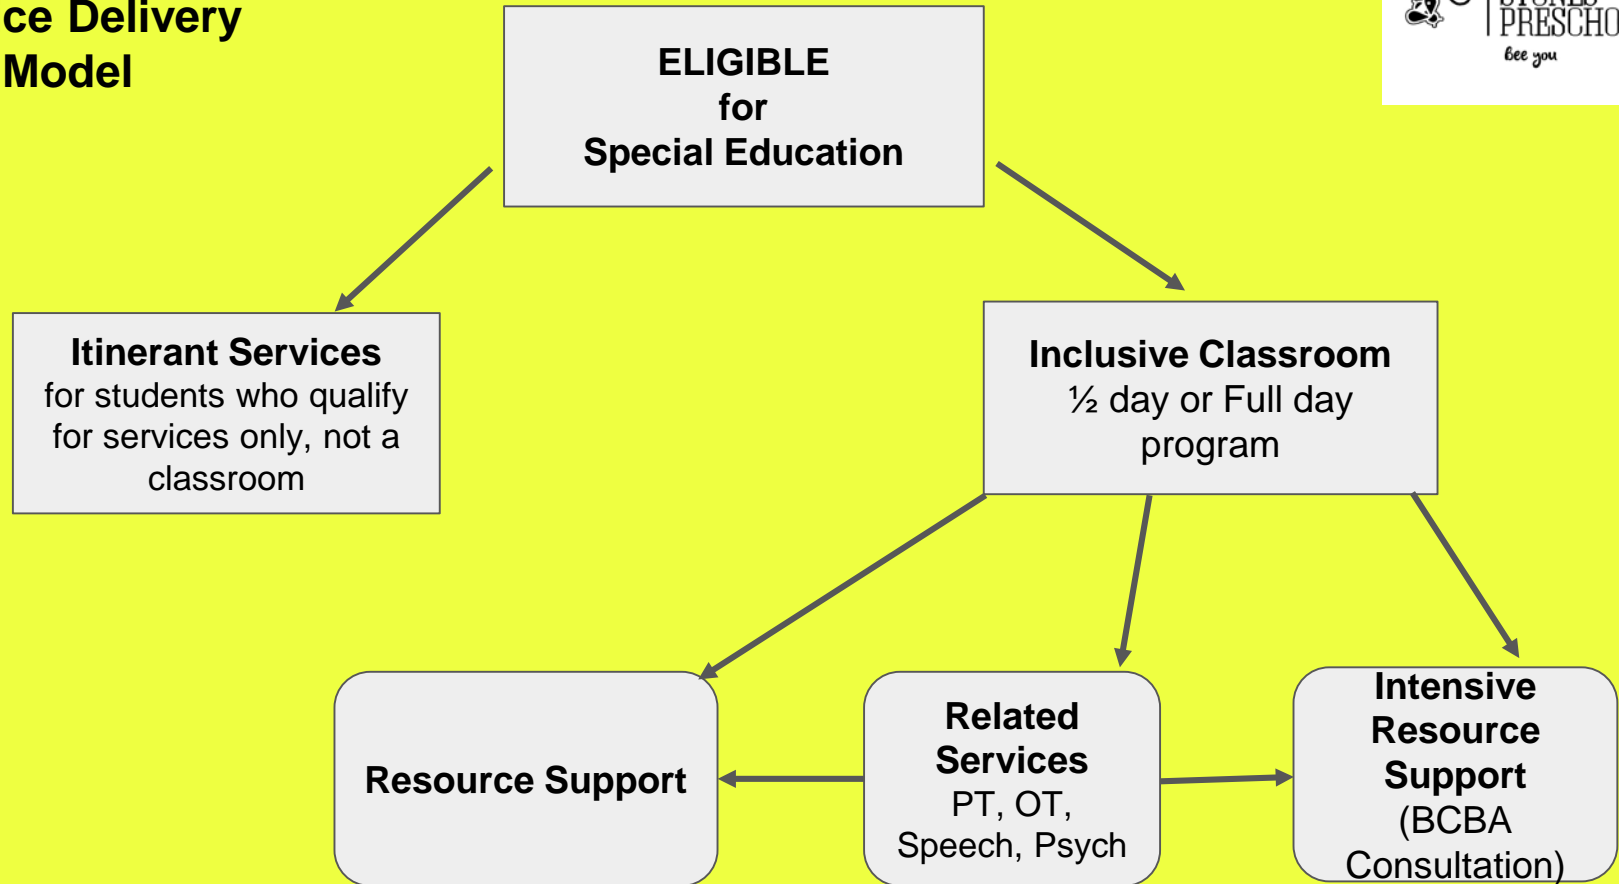 ce Delivery
Model
PRESCHO
bee you
ELIGIBLE
for
Special Education
Itinerant Services
for students who qualify
for services only, not a
classroom
Inclusive Classroom
½ day or Full day
program
Resource Support
Related
Services
PT, OT,
Speech, Psych
Intensive
Resource
Support
(BCBA
Consultation)